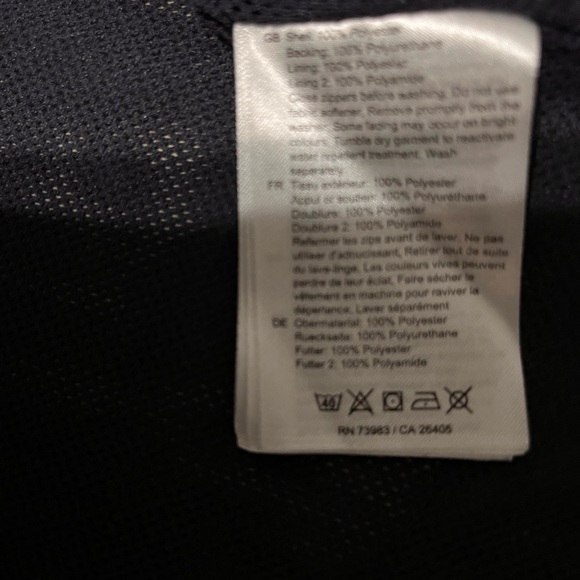 GB Shell: 100% Polyester
Backing: 100% Polyurethane
Lining: 100% Polyester
Lining 2: 100% Polyamide
Close zippers before washing. Do not use
fabric softener. Remove promptly from the
washer. Some fading may occur on bright
colours. Tumble dry garment to reactivate
water repellent treatment. Wash
separately.
FR Tissu extérieur: 100% Polyester
Appui or soutien: 100% Polyuréthane
Doublure: 100% Polyester
Doublure 2: 100% Polyamide
Refermer les zips avant de laver. Ne pas
utiliser d'adoucissant. Retirer tout de suite
du lave-linge. Les couleurs vives peuvent
perdre de leur éclat. Faire sécher le
vêtement en machine pour raviver la
déperlance. Laver séparément
DE Obermaterial: 100% Polyester
Rueckseite: 100% Polyurethane
Futter: 100% Polyester
Futter 2: 100% Polyamide
40
RN 73983 / CA 26405